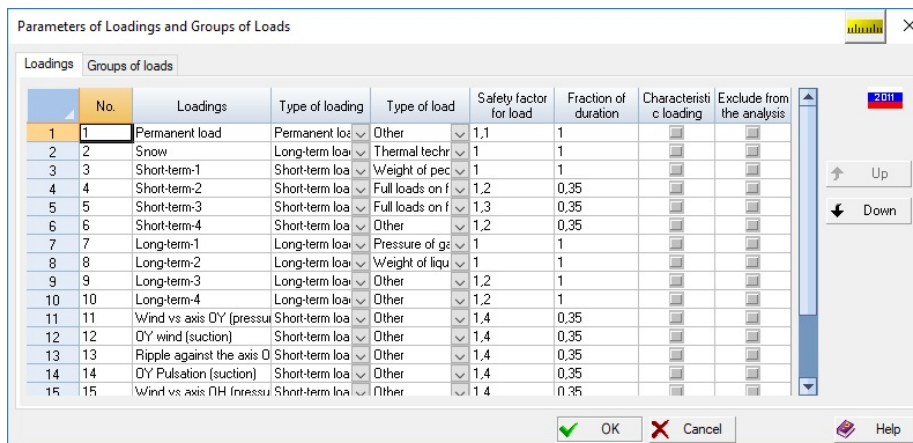 Parameters of Loadings and Groups of Loads
Loadings Groups of loads
No. Loadings Type of loading Type of load Safety factor for load Fraction of duration Characteristi c loading Exclude from the analysis
2011
1 1 Permanent load Permanent loa Other 1,1 1
2 2 Snow Long-term loa Thermal techr 1 1
3 3 Short-term-1 Short-term loa Weight of pec 1 1
4 4 Short-term-2 Short-term loa Full loads on f 1,2 0,35
5 5 Short-term-3 Short-term loa Full loads on f 1,3 0,35
6 6 Short-term-4 Short-term loa Other 1,2 0,35
7 7 Long-term-1 Long-term loa Pressure of ga 1 1
8 8 Long-term-2 Long-term loa Weight of liqu 1 1
9 9 Long-term-3 Long-term loa Other 1,2 1
10 10 Long-term-4 Long-term loa Other 1,2 1
11 11 Wind vs axis OY (pressu Short-term loa Other 1,4 0,35
12 12 OY wind (suction) Short-term loa Other 1,4 0,35
13 13 Ripple against the axis O Short-term loa Other 1,4 0,35
14 14 OY Pulsation (suction) Short-term loa Other 1,4 0,35
15 15 Wind vs axis OH (pressu Short-term loa Other 1,4 0,35
Up
Down
OK Cancel Help